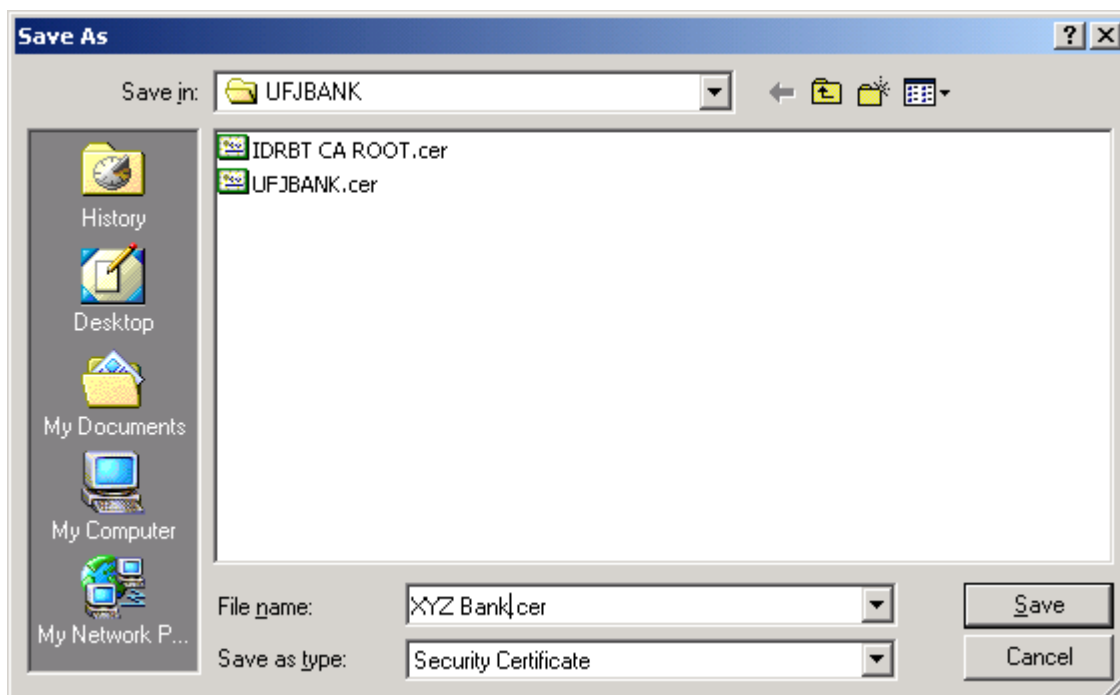 Save As
Save in: UFJBANK
IDRBT CA ROOT.cer
UFJBANK.cer
History
Desktop
My Documents
My Computer
My Network P...
File name: XYZ Bank.cer Save
Save as type: Security Certificate Cancel